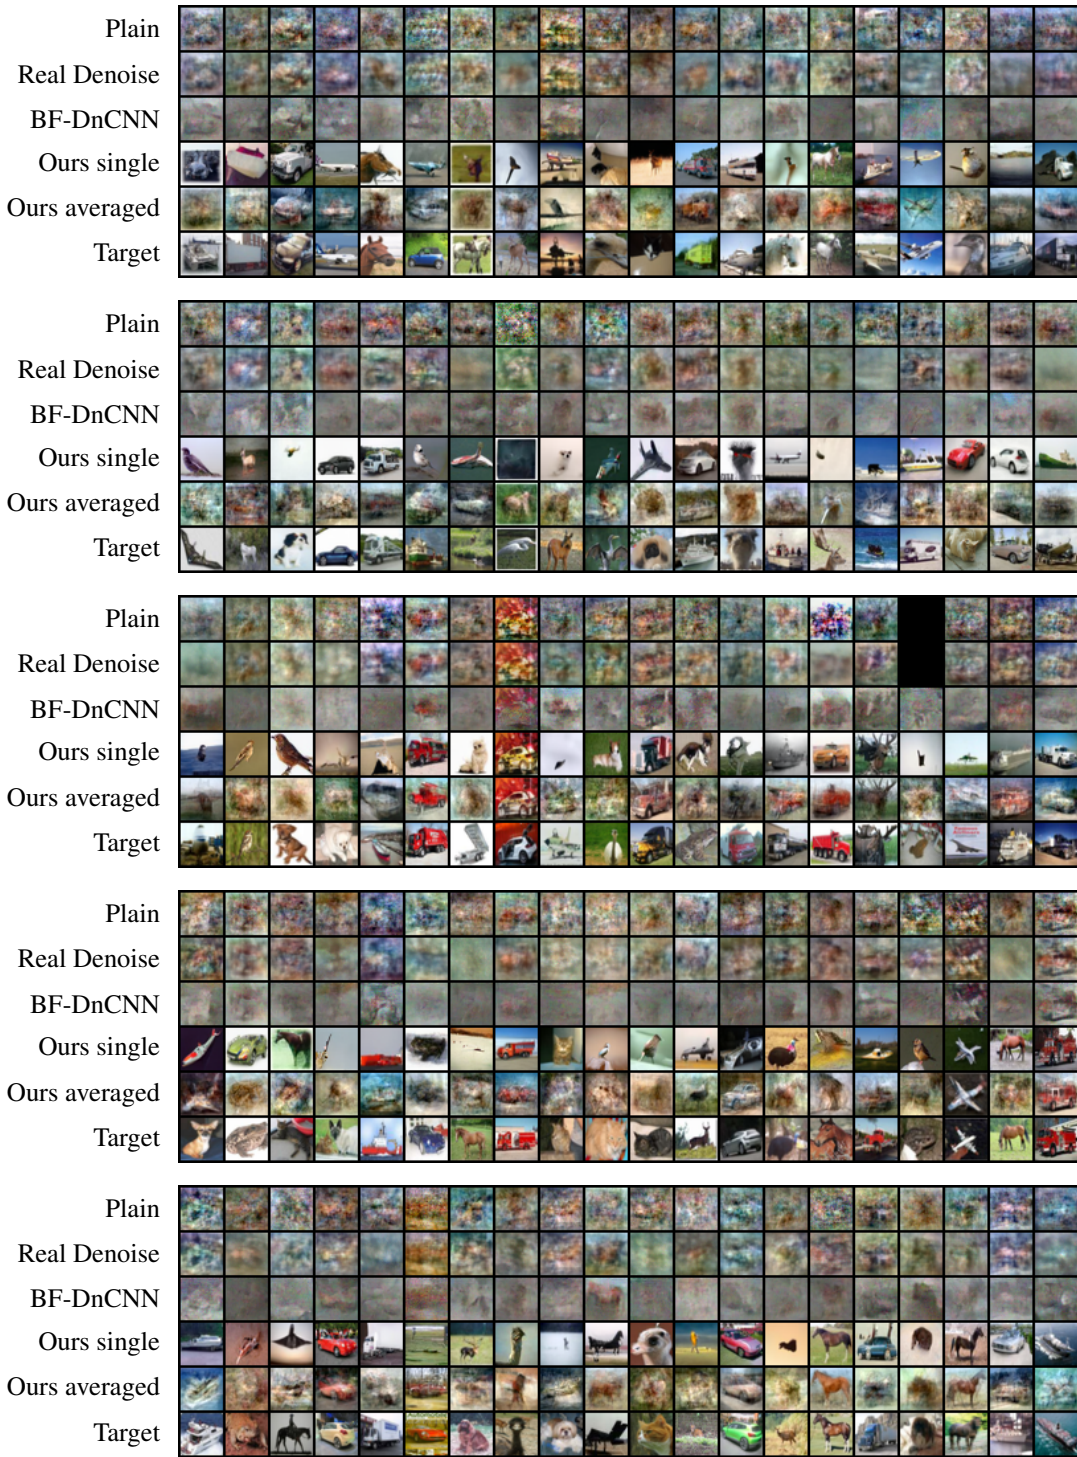 Plain
Real Denoise
BF-DnCNN
Ours single
Ours averaged
Target
Plain
Real Denoise
BF-DnCNN
Ours single
Ours averaged
Target
Plain
Real Denoise
BF-DnCNN
Ours single
Ours averaged
Target
Plain
Real Denoise
BF-DnCNN
Ours single
Ours averaged
Target
Plain
Real Denoise
BF-DnCNN
Ours single
Ours averaged
Target